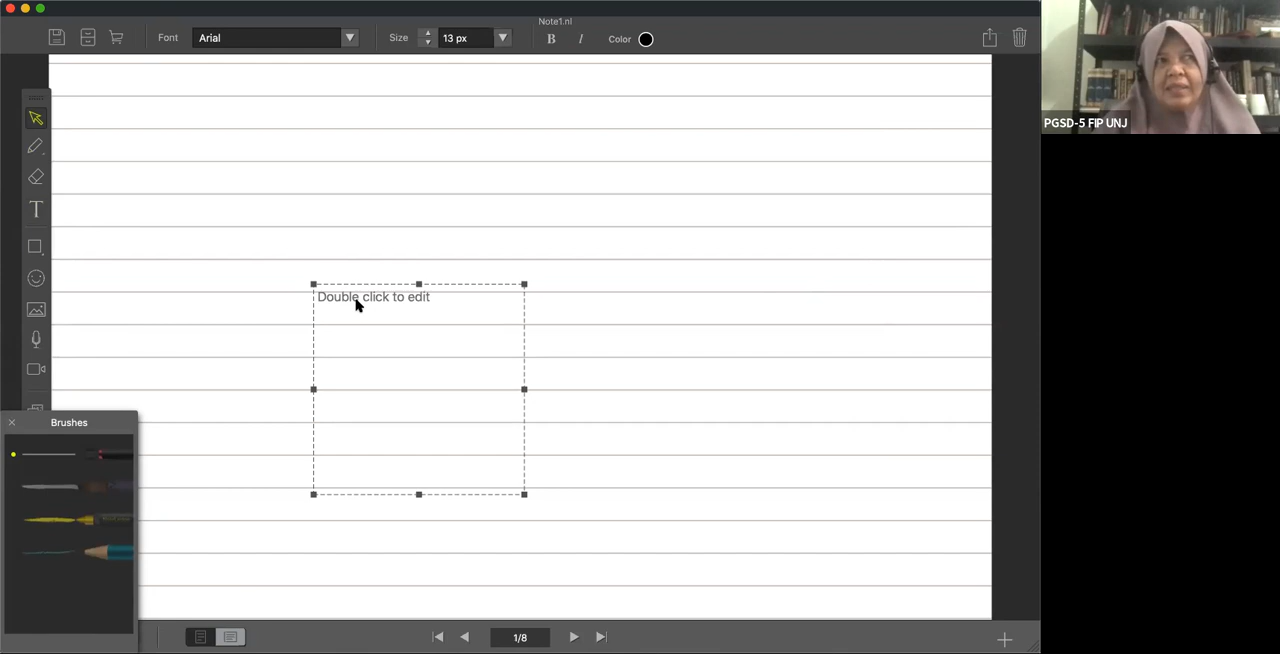 Note1.nl
Font
Arial
Size
13 px
B
I
Color
PGSD-5 FIP UNJ
T
Double click to edit
Brushes
1/8